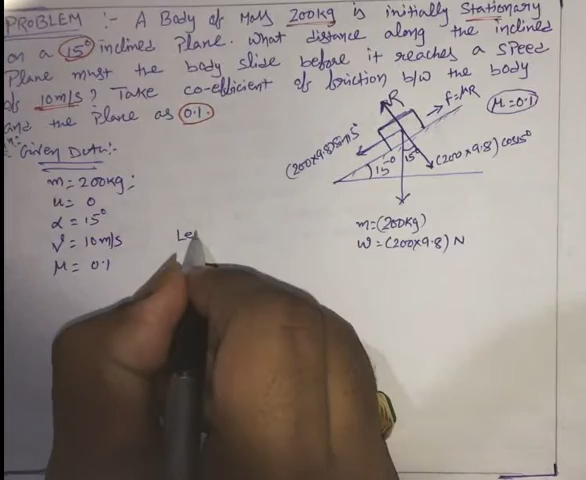 PROBLEM :- A Body of Mass 200kg is initially Stationary
on a 15° inclined Plane. What distance along the inclined
Plane must the body slide before it reaches a speed
of 10m/s? Take co-efficient of friction b/w the body
and the Plane as 0.1.
Given Data:-
m = 200kg;
u = 0
α = 15°
V = 10m/s
M = 0.1
R
f=MR
M=0.1
(200×9.8)sin15°
15°
15°
(200×9.8)cos15°
m=(200kg)
W=(200×9.8) N
Le